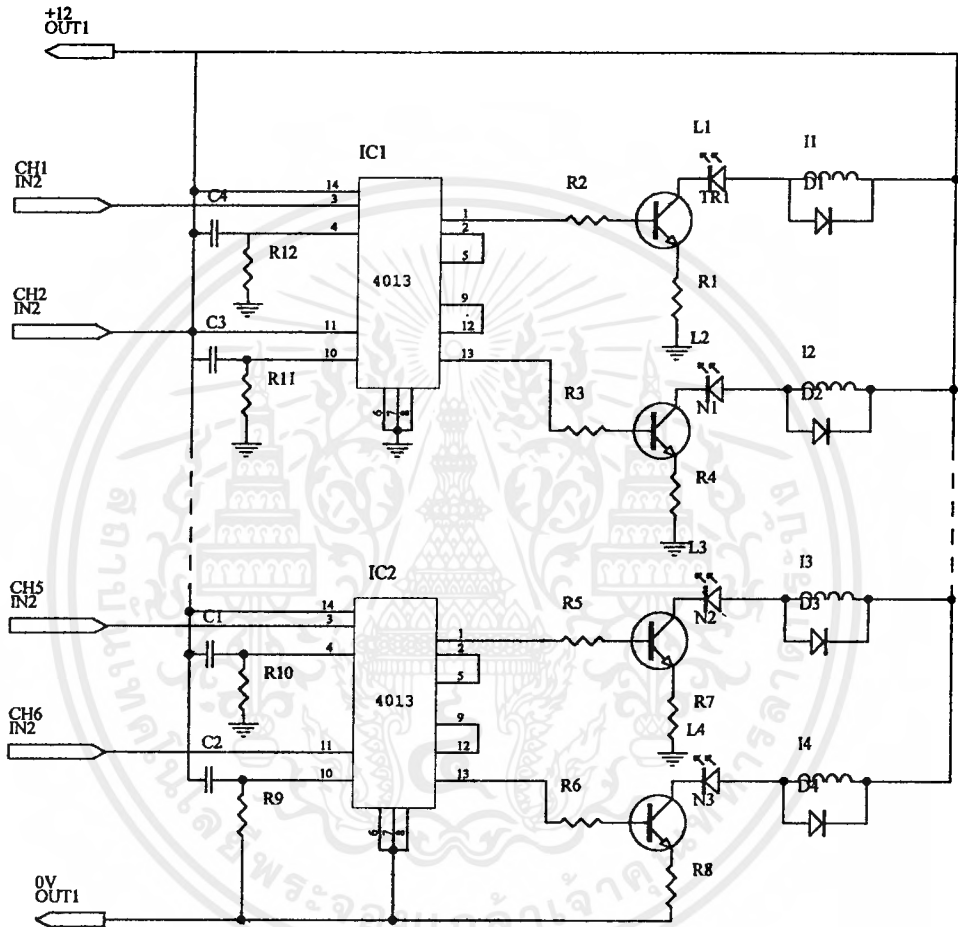 +12
OUT1
CH1
IN2
CH2
IN2
CH5
IN2
CH6
IN2
0V
OUT1
IC1
14
3
4
11
10
4013
1
2
5
9
12
13
6
7
8
C4
R12
C3
R11
R2
L1
TR1
I1
D1
R1
L2
R3
N1
I2
D2
R4
L3
IC2
14
3
4
11
10
4013
1
2
5
9
12
13
6
7
8
C1
R10
C2
R9
R5
N2
I3
D3
R7
L4
R6
N3
I4
D4
R8